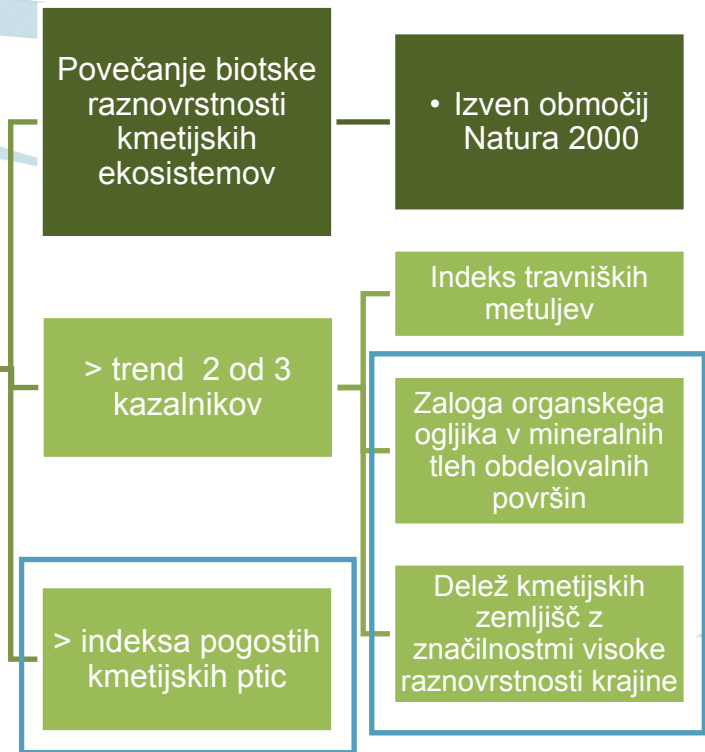 Povečanje biotske
raznovrstnosti
kmetijskih
ekosistemov
• Izven območij
Natura 2000
> trend 2 od 3
kazalnikov
Indeks travniških
metuljev
Zaloga organskega
ogljika v mineralnih
tleh obdelovalnih
površin
Delež kmetijskih
zemljišč z
značilnostmi visoke
raznovrstnosti krajine
> indeksa pogostih
kmetijskih ptic